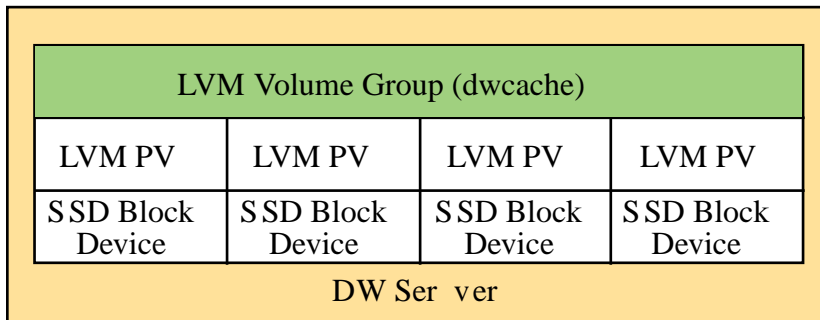 LVM Volume Group (dwcache)
LVM PV LVM PV LVM PV LVM PV
SSD Block SSD Block SSD Block SSD Block
Device Device Device Device
DW Ser ver